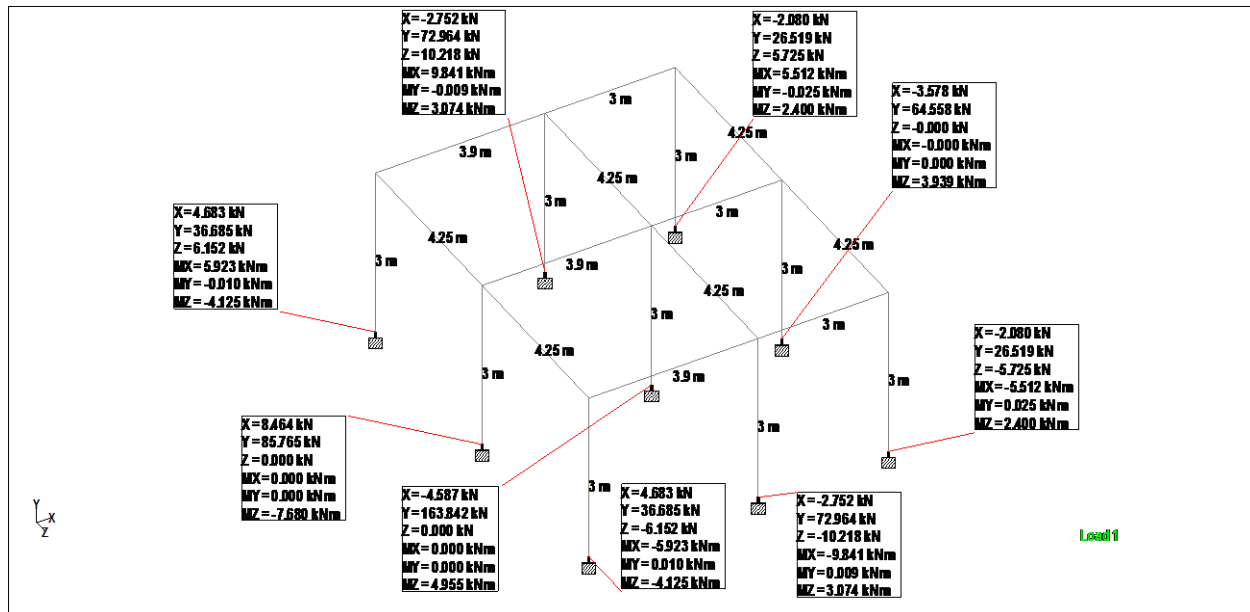 X = -2.752 kN
Y = 72.964 kN
Z = 10.218 kN
MX = 9.841 kNm
MY = -0.009 kNm
MZ = 3.074 kNm
X = -2.080 kN
Y = 26.519 kN
Z = 5.725 kN
MX = 5.512 kNm
MY = -0.025 kNm
MZ = 2.400 kNm
X = -3.578 kN
Y = 64.558 kN
Z = -0.000 kN
MX = -0.000 kNm
MY = 0.000 kNm
MZ = 3.939 kNm
3 m
4.25 m
3.9 m
3 m
4.25 m
3 m
X = 4.683 kN
Y = 36.685 kN
Z = 6.152 kN
MX = 5.923 kNm
MY = -0.010 kNm
MZ = -4.125 kNm
3 m
4.25 m
3 m
4.25 m
3 m
3.9 m
3 m
4.25 m
3 m
3 m
4.25 m
3 m
3.9 m
3 m
3 m
X = -2.080 kN
Y = 26.519 kN
Z = -5.725 kN
MX = -5.512 kNm
MY = 0.025 kNm
MZ = 2.400 kNm
X = 8.464 kN
Y = 85.765 kN
Z = 0.000 kN
MX = 0.000 kNm
MY = 0.000 kNm
MZ = -7.680 kNm
X = -4.587 kN
Y = 163.842 kN
Z = 0.000 kN
MX = 0.000 kNm
MY = 0.000 kNm
MZ = 4.955 kNm
3 m
X = 4.683 kN
Y = 36.685 kN
Z = -6.152 kN
MX = -5.923 kNm
MY = 0.010 kNm
MZ = -4.125 kNm
X = -2.752 kN
Y = 72.964 kN
Z = -10.218 kN
MX = -9.841 kNm
MY = 0.009 kNm
MZ = 3.074 kNm
Y
X
Z
Load 1